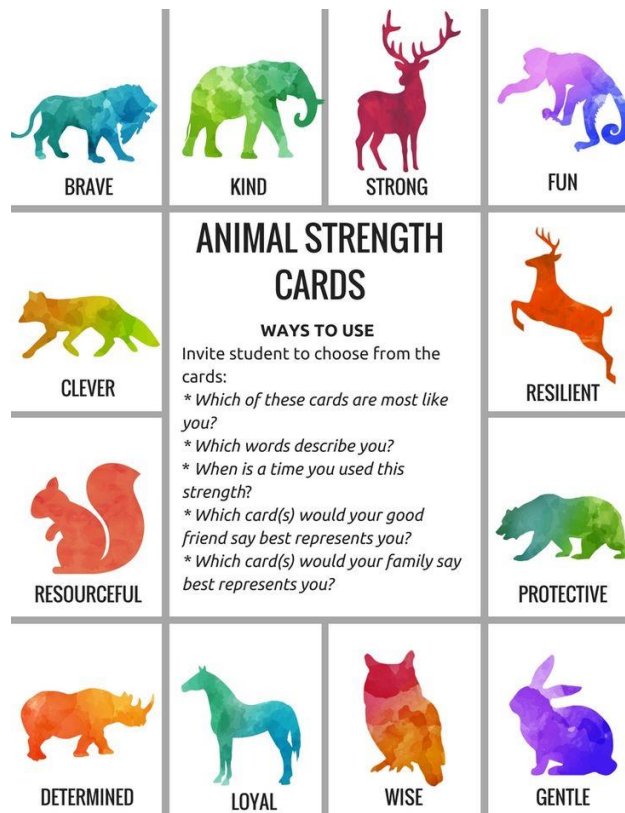 BRAVE
KIND
STRONG
FUN
ANIMAL STRENGTH
CARDS
WAYS TO USE
Invite student to choose from the
cards:
* Which of these cards are most like
you?
* Which words describe you?
* When is a time you used this
strength?
* Which card(s) would your good
friend say best represents you?
* Which card(s) would your family say
best represents you?
CLEVER
RESILIENT
RESOURCEFUL
PROTECTIVE
DETERMINED
LOYAL
WISE
GENTLE